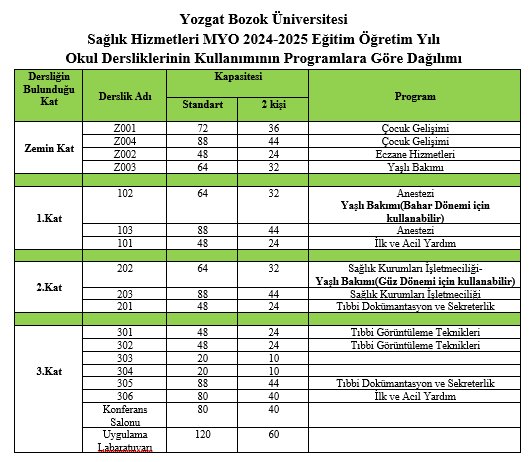 Yozgat Bozok Üniversitesi
Sağlık Hizmetleri MYO 2024-2025 Eğitim Öğretim Yılı
Okul Dersliklerinin Kullanımının Programlara Göre Dağılımı
Dersliğin Bulunduğu Kat Derslik Adı Kapasitesi Program
Standart 2 kişi
Zemin Kat
Z001 72 36 Çocuk Gelişimi
Z004 88 44 Çocuk Gelişimi
Z002 48 24 Eczane Hizmetleri
Z003 64 32 Yaşlı Bakımı
1.Kat
102 64 32 Anestezi
Yaşlı Bakımı(Bahar Dönemi için
kullanabilir)
103 88 44 Anestezi
101 48 24 İlk ve Acil Yardım
2.Kat
202 64 32 Sağlık Kurumları İşletmeciliği-
Yaşlı Bakımı(Güz Dönemi için kullanabilir)
203 88 44 Sağlık Kurumları İşletmeciliği
201 48 24 Tıbbi Dokümantasyon ve Sekreterlik
3.Kat
301 48 24 Tıbbi Görüntüleme Teknikleri
302 48 24 Tıbbi Görüntüleme Teknikleri
303 20 10
304 20 10
305 88 44 Tıbbi Dokümantasyon ve Sekreterlik
306 80 40 İlk ve Acil Yardım
Konferans 80 40
Salonu
Uygulama 120 60
Labaratuvarı